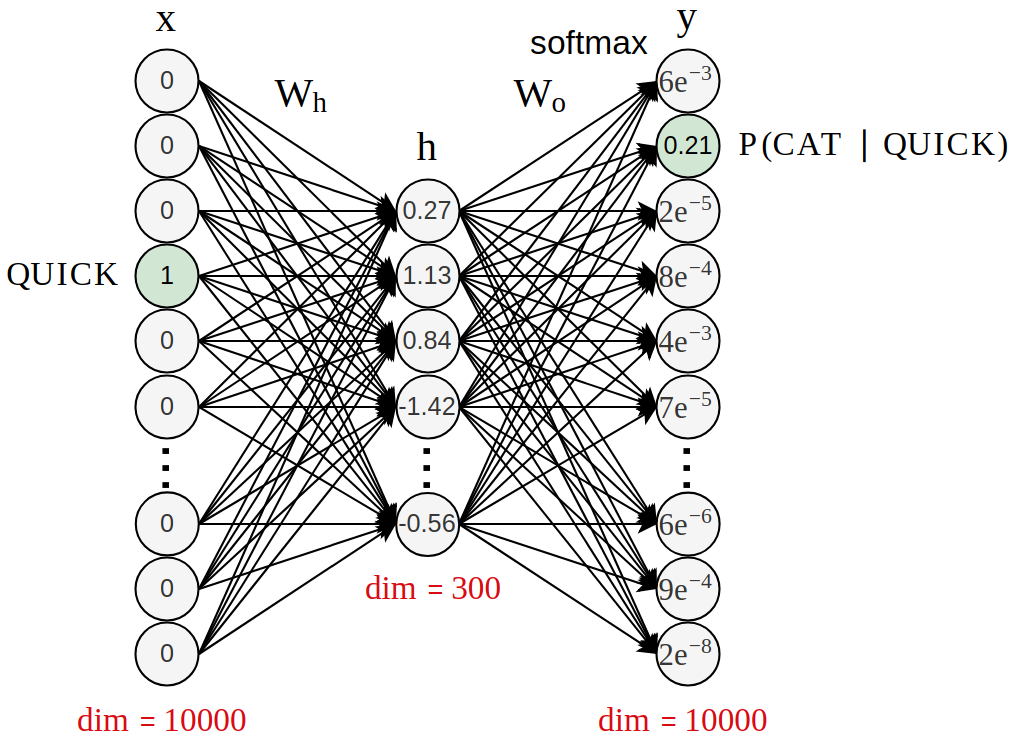 x
y
softmax
Wₕ
Wₒ
h
0
0
0
QUICK
1
0
0
0
0
0
0.27
1.13
0.84
-1.42
-0.56
6e⁻³
0.21
P(CAT | QUICK)
2e⁻⁵
8e⁻⁴
4e⁻³
7e⁻⁵
6e⁻⁶
9e⁻⁴
2e⁻⁸
dim = 300
dim = 10000
dim = 10000